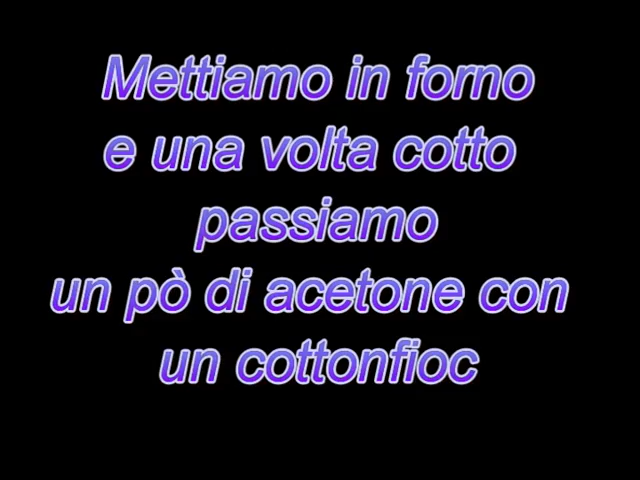 Mettiamo in forno
e una volta cotto
passiamo
un pò di acetone con
un cottonfioc